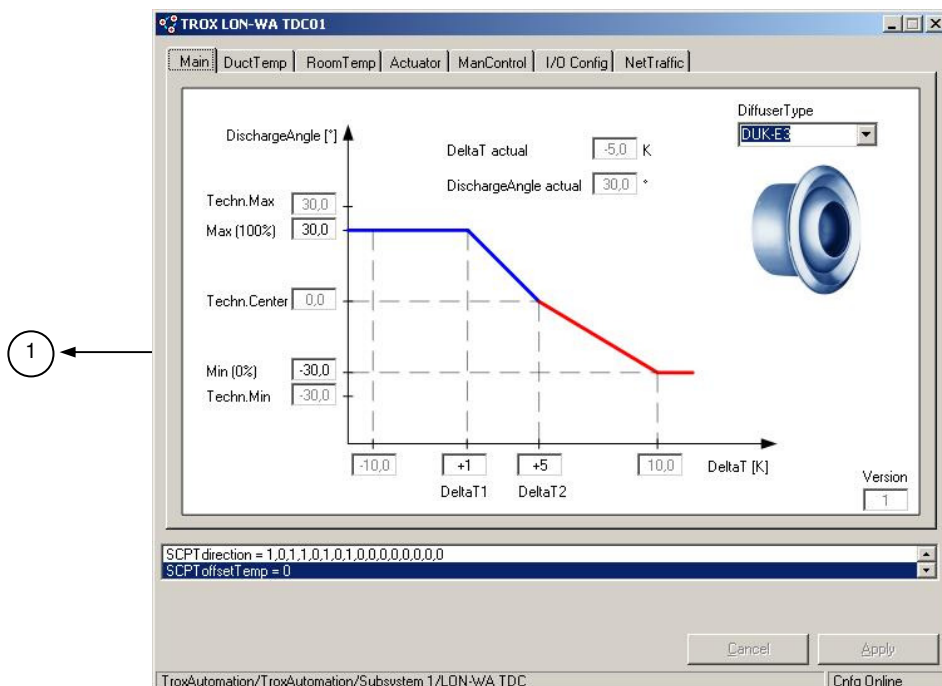 TROX LON-WA TDC01
Main DuctTemp RoomTemp Actuator ManControl I/O Config NetTraffic
DiffuserType
DUK-E3
DischargeAngle [°]
DeltaT actual -5,0 K
DischargeAngle actual 30,0 °
Techn.Max 30,0
Max (100%) 30,0
Techn.Center 0,0
1
Min (0%) -30,0
Techn.Min -30,0
-10,0 +1 +5 10,0 DeltaT [K]
DeltaT1 DeltaT2
Version
1
SCPTdirection = 1,0,1,1,0,1,0,1,0,0,0,0,0,0,0,0
SCPToffsetTemp = 0
Cancel Apply
TroxAutomation/TroxAutomation/Subsystem 1/LON-WA TDC Cnfg Online